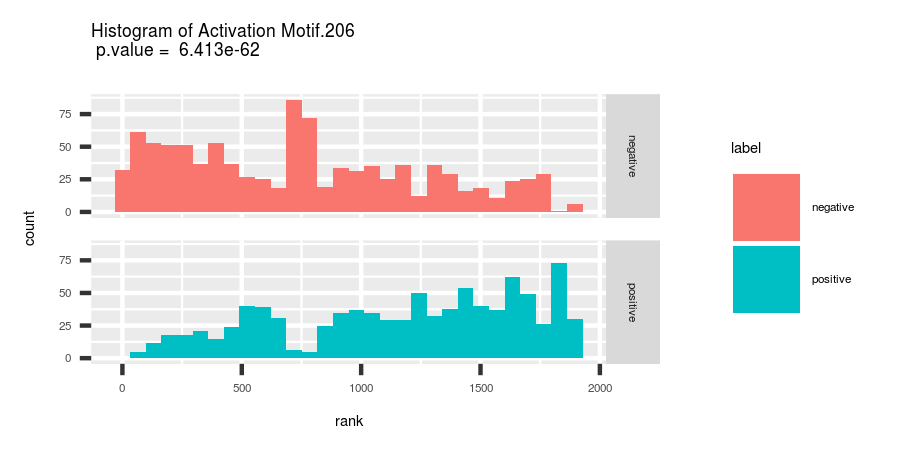 Histogram of Activation Motif.206
p.value = 6.413e-62
count
75
50
25
0
negative
75
50
25
0
positive
0 500 1000 1500 2000
rank
label
negative
positive